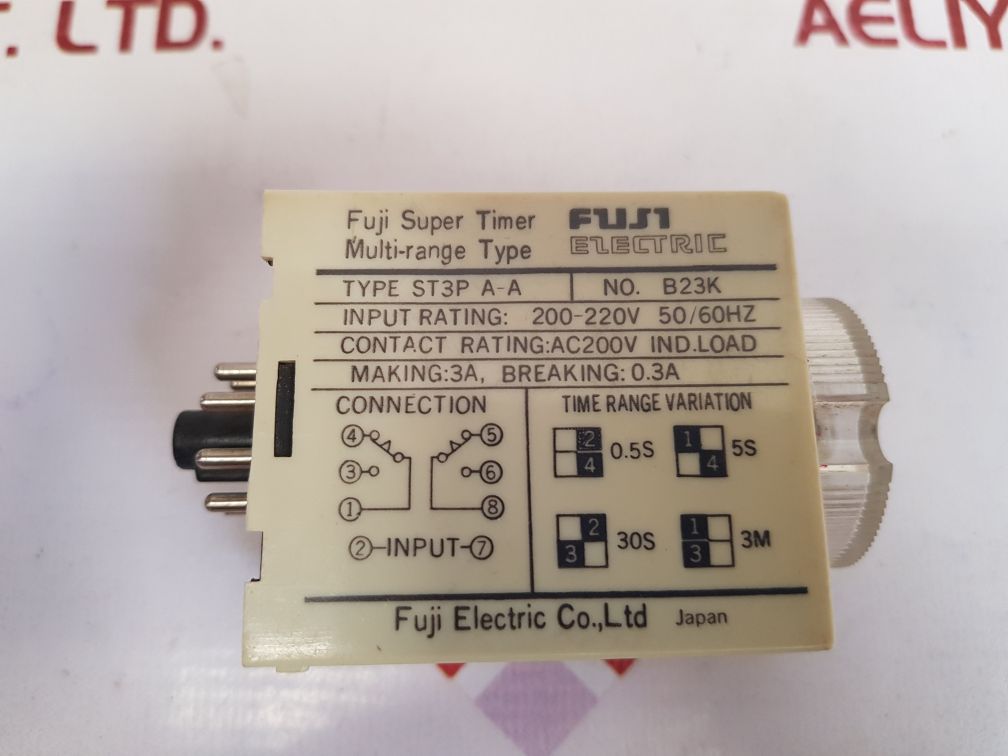 . LTD. AELIY
Fuji Super Timer FUJI
Multi-range Type ELECTRIC
TYPE ST3P A-A NO. B23K
INPUT RATING: 200-220V 50/60HZ
CONTACT RATING:AC200V IND.LOAD
MAKING:3A, BREAKING:0.3A
CONNECTION
4 5
3 6
1 8
2-INPUT-7
TIME RANGE VARIATION
2 4 0.5S 1 4 5S
2 3 30S 1 3 3M
Fuji Electric Co.,Ltd Japan